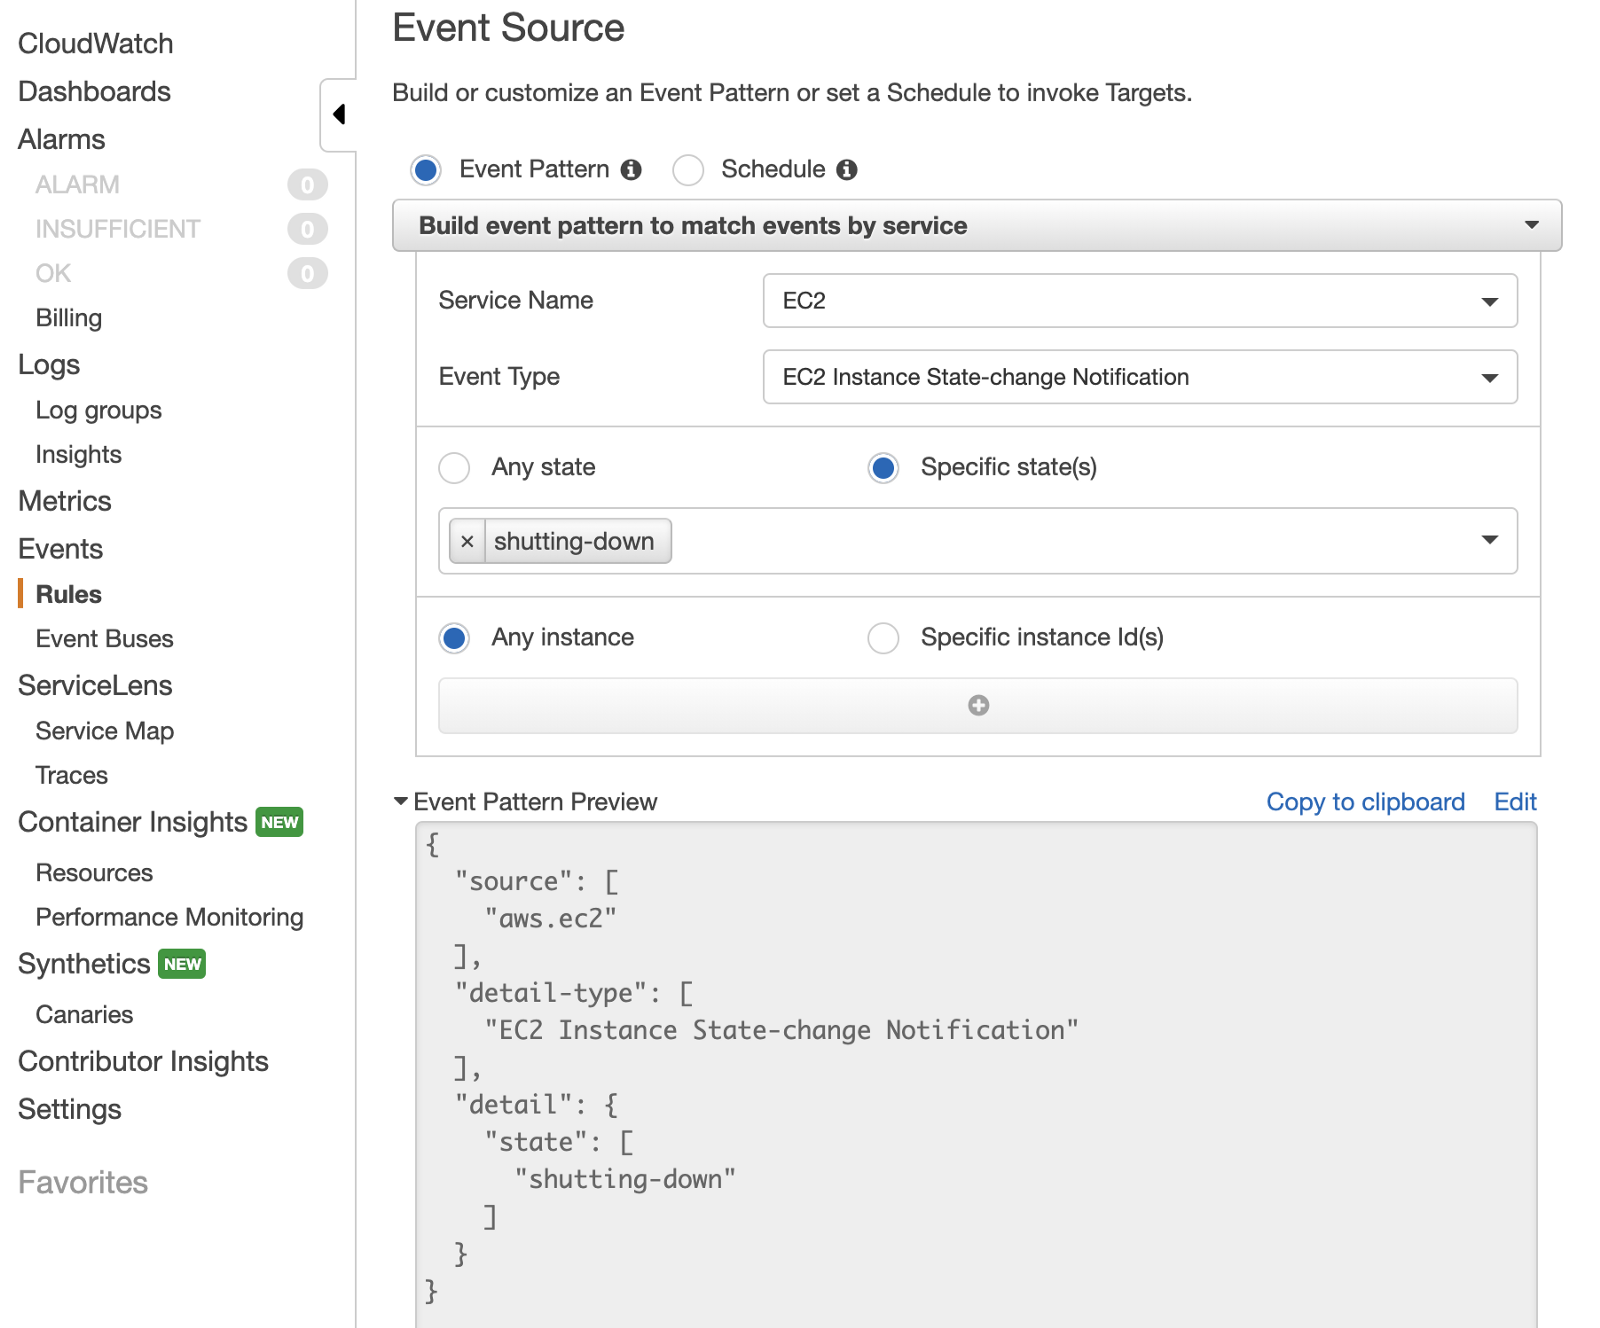 CloudWatch
Dashboards
Alarms
ALARM 0
INSUFFICIENT 0
OK 0
Billing
Logs
Log groups
Insights
Metrics
Events
Rules
Event Buses
ServiceLens
Service Map
Traces
Container Insights NEW
Resources
Performance Monitoring
Synthetics NEW
Canaries
Contributor Insights
Settings
Favorites
Event Source
Build or customize an Event Pattern or set a Schedule to invoke Targets.
Event Pattern Schedule
Build event pattern to match events by service
Service Name EC2
Event Type EC2 Instance State-change Notification
Any state Specific state(s)
× shutting-down
Any instance Specific instance Id(s)
Event Pattern Preview Copy to clipboard Edit
{
  "source": [
    "aws.ec2"
  ],
  "detail-type": [
    "EC2 Instance State-change Notification"
  ],
  "detail": {
    "state": [
      "shutting-down"
    ]
  }
}